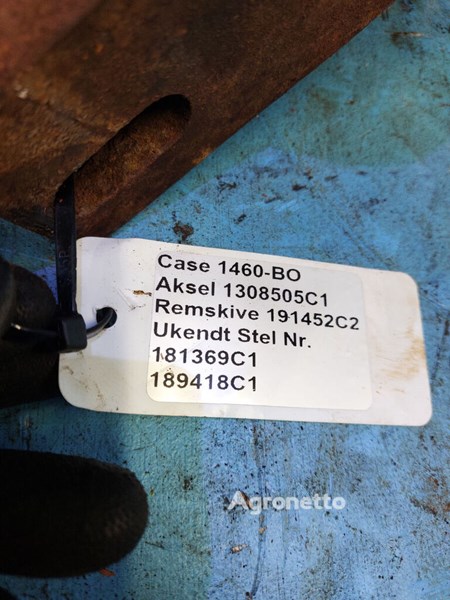 Case 1460-BO
Aksel 1308505C1
Remskive 191452C2
Ukendt Stel Nr.
181369C1
189418C1
Agronetto